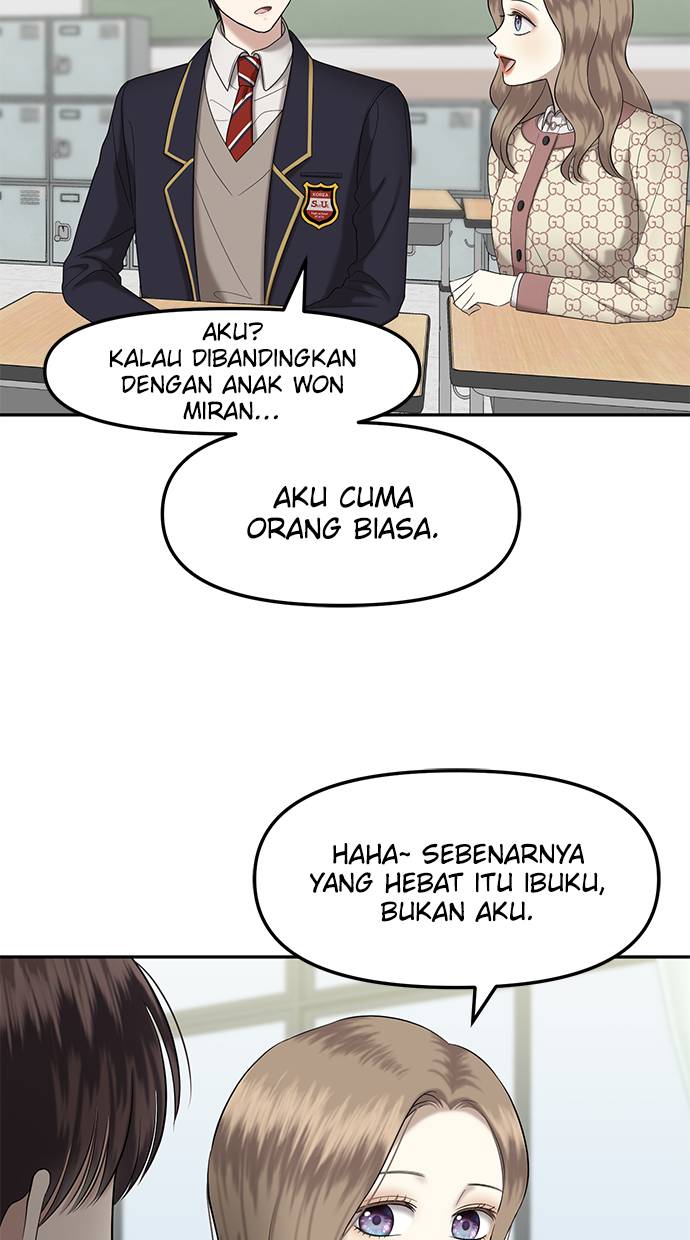 KOREA
AKU?
KALAU DIBANDINGKAN
DENGAN ANAK WON
MIRAN...
AKU CUMA
ORANG BIASA.
HAHA~ SEBENARNYA
YANG HEBAT ITU IBUKU,
BUKAN AKU.